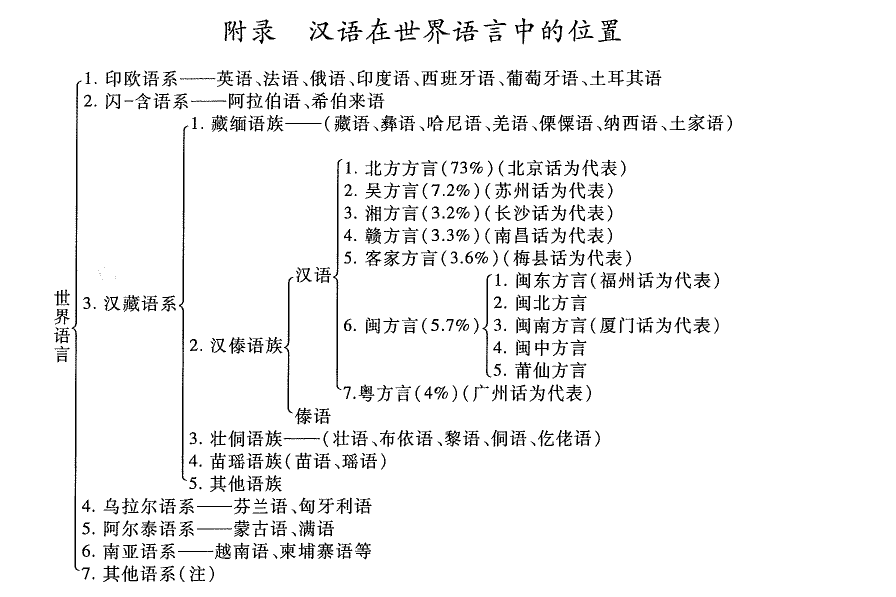 附录 汉语在世界语言中的位置
世界语言
1. 印欧语系——英语、法语、俄语、印度语、西班牙语、葡萄牙语、土耳其语
2. 闪-含语系——阿拉伯语、希伯来语
3. 汉藏语系
1. 藏缅语族——(藏语、彝语、哈尼语、羌语、傈僳语、纳西语、土家语)
2. 汉傣语族
汉语
1. 北方方言(73%)(北京话为代表)
2. 吴方言(7.2%)(苏州话为代表)
3. 湘方言(3.2%)(长沙话为代表)
4. 赣方言(3.3%)(南昌话为代表)
5. 客家方言(3.6%)(梅县话为代表)
6. 闽方言(5.7%)
1. 闽东方言(福州话为代表)
2. 闽北方言
3. 闽南方言(厦门话为代表)
4. 闽中方言
5. 莆仙方言
7.粤方言(4%)(广州话为代表)
傣语
3. 壮侗语族——(壮语、布依语、黎语、侗语、仡佬语)
4. 苗瑶语族(苗语、瑶语)
5. 其他语族
4. 乌拉尔语系——芬兰语、匈牙利语
5. 阿尔泰语系——蒙古语、满语
6. 南亚语系——越南语、柬埔寨语等
7. 其他语系(注)